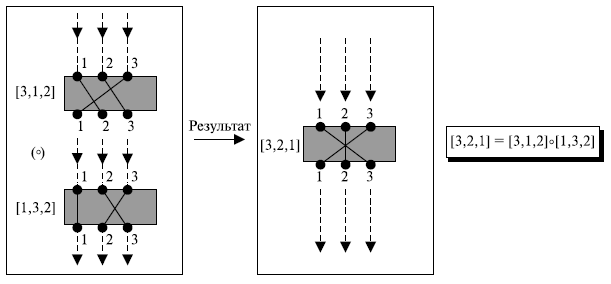 1 2 3
[3,1,2]
1 2 3
(∘)
1 2 3
[1,3,2]
1 2 3
Результат
1 2 3
[3,2,1]
1 2 3
[3,2,1] = [3,1,2]∘[1,3,2]